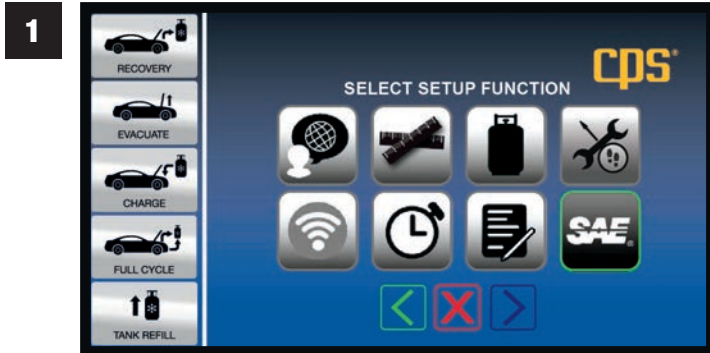 1
RECOVERY
EVACUATE
CHARGE
FULL CYCLE
TANK REFILL
cps®
SELECT SETUP FUNCTION
SAE®